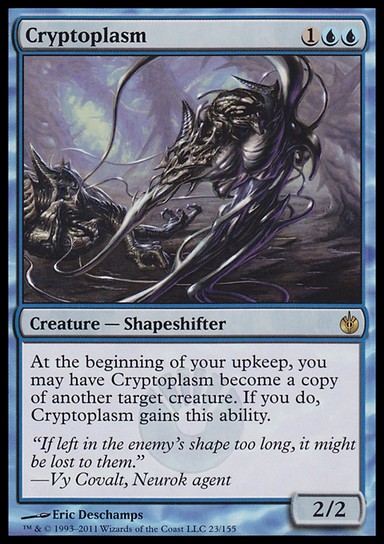 Cryptoplasm 1
Creature — Shapeshifter
At the beginning of your upkeep, you
may have Cryptoplasm become a copy
of another target creature. If you do,
Cryptoplasm gains this ability.
“If left in the enemy’s shape too long, it might
be lost to them.”
—Vy Covalt, Neurok agent
Eric Deschamps
2/2
™ & © 1993–2011 Wizards of the Coast LLC 23/155